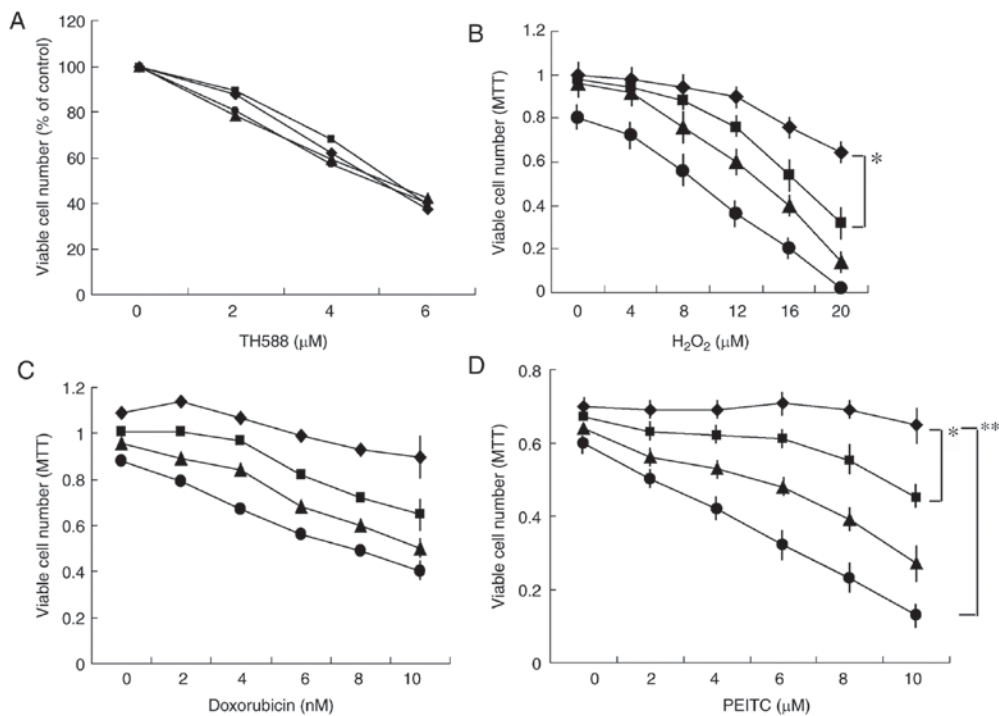 A
Viable cell number (% of control)
120
100
80
60
40
20
0
0 2 4 6
TH588 (μM)
B
Viable cell number (MTT)
1.2
1
0.8
0.6
0.4
0.2
0
0 4 8 12 16 20
H₂O₂ (μM)
*
C
Viable cell number (MTT)
1.2
1
0.8
0.6
0.4
0.2
0
0 2 4 6 8 10
Doxorubicin (nM)
D
Viable cell number (MTT)
0.8
0.6
0.4
0.2
0
0 2 4 6 8 10
PEITC (μM)
* **